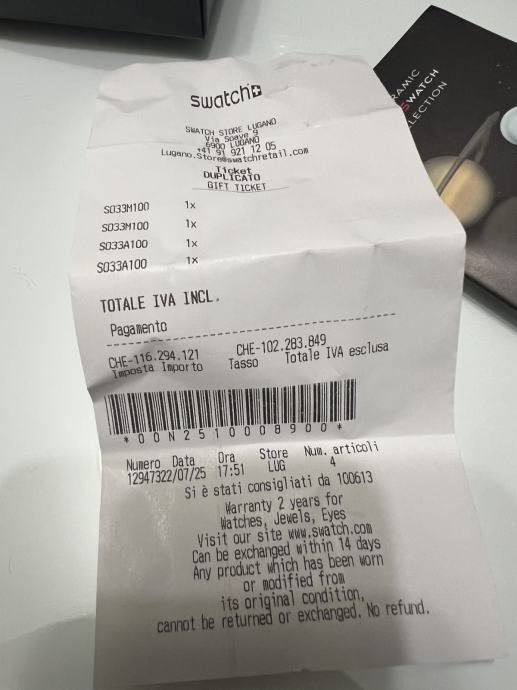 swatch
SWATCH STORE LUGANO
Via Soave 9
6900 LUGANO
+41 91 921 12 05
Lugano.Store@swatchretail.com
Ticket
DUPLICATO
GIFT TICKET
SO33M100 1x
SO33M100 1x
SO33A100 1x
SO33A100 1x
TOTALE IVA INCL.
Pagamento
CHE-116.294.121 CHE-102.283.849
Imposta Importo Tasso Totale IVA esclusa
*00N2510008900*
Numero Data Ora Store Num. articoli
12947322/07/25 17:51 LUG 4
Si è stati consigliati da 100613
Warranty 2 years for
Watches, Jewels, Eyes
Visit our site www.swatch.com
Can be exchanged within 14 days
Any product which has been worn
or modified from
its original condition,
cannot be returned or exchanged. No refund.
RAMIC
SWATCH
LECTION